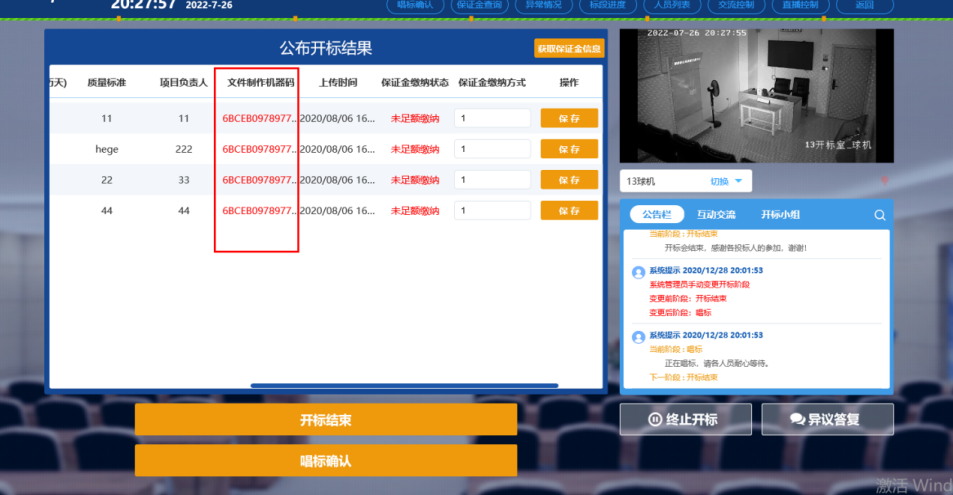 20:27:57 2022-7-26
唱标确认 保证金查询 异常情况 标段进度 人员列表 交流控制 直播控制 返回
公布开标结果
获取保证金信息
万天) 质量标准 项目负责人 文件制作机器码 上传时间 保证金缴纳状态 保证金缴纳方式 操作
11 11 6BCEB0978977... 2020/08/06 16... 未足额缴纳 1 保存
hege 222 6BCEB0978977... 2020/08/06 16... 未足额缴纳 1 保存
22 33 6BCEB0978977... 2020/08/06 16... 未足额缴纳 1 保存
44 44 6BCEB0978977... 2020/08/06 16... 未足额缴纳 1 保存
开标结束
唱标确认
2022-07-26 20:27:55
13开标室_球机
13球机 切换
公告栏 互动交流 开标小组
当前阶段：开标结束
开标会结束，感谢各投标人的参加，谢谢！
系统提示 2020/12/28 20:01:53
系统管理员手动变更开标阶段
变更前阶段：开标结束
变更后阶段：唱标
系统提示 2020/12/28 20:01:53
当前阶段：唱标
正在唱标，请各人员耐心等待。
下一阶段：开标结束
终止开标 异议答复
激活 Wind